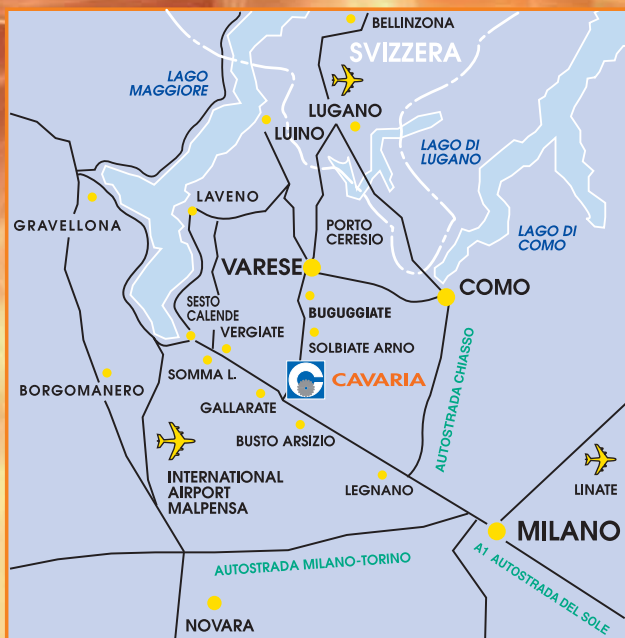 BELLINZONA
SVIZZERA
LAGO
MAGGIORE
LUGANO
LUINO
LAGO DI
LUGANO
LAVENO
GRAVELLONA
PORTO
CERESIO
LAGO DI
COMO
VARESE
COMO
SESTO
CALENDE
BUGUGGIATE
VERGIATE
SOLBIATE ARNO
SOMMA L.
CAVARIA
BORGOMANERO
GALLARATE
AUTOSTRADA CHIASSO
BUSTO ARSIZIO
INTERNATIONAL
AIRPORT
MALPENSA
LEGNANO
LINATE
MILANO
AUTOSTRADA MILANO-TORINO
A1 AUTOSTRADA DEL SOLE
NOVARA